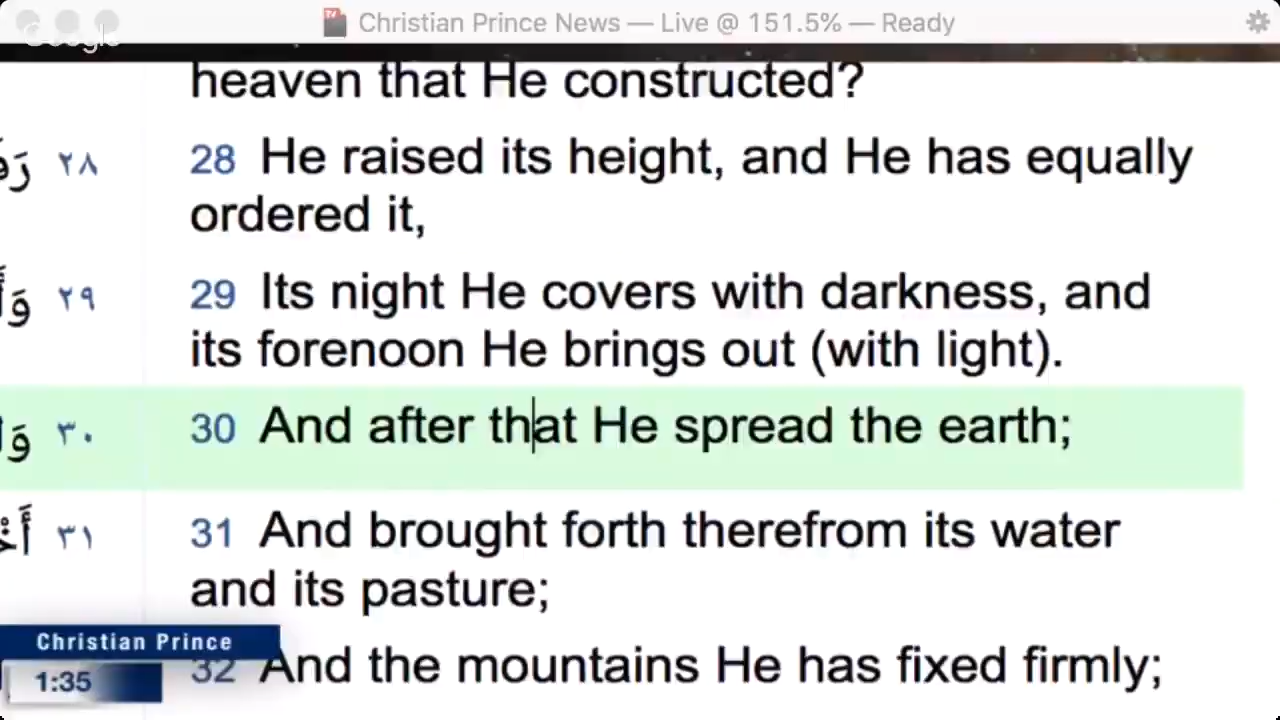 Christian Prince News — Live @ 151.5% — Ready
Google
heaven that He constructed?
٢٨
28 He raised its height, and He has equally
ordered it,
٢٩
29 Its night He covers with darkness, and
its forenoon He brings out (with light).
٣٠
30 And after that He spread the earth;
٣١
31 And brought forth therefrom its water
and its pasture;
Christian Prince
1:35
32 And the mountains He has fixed firmly;